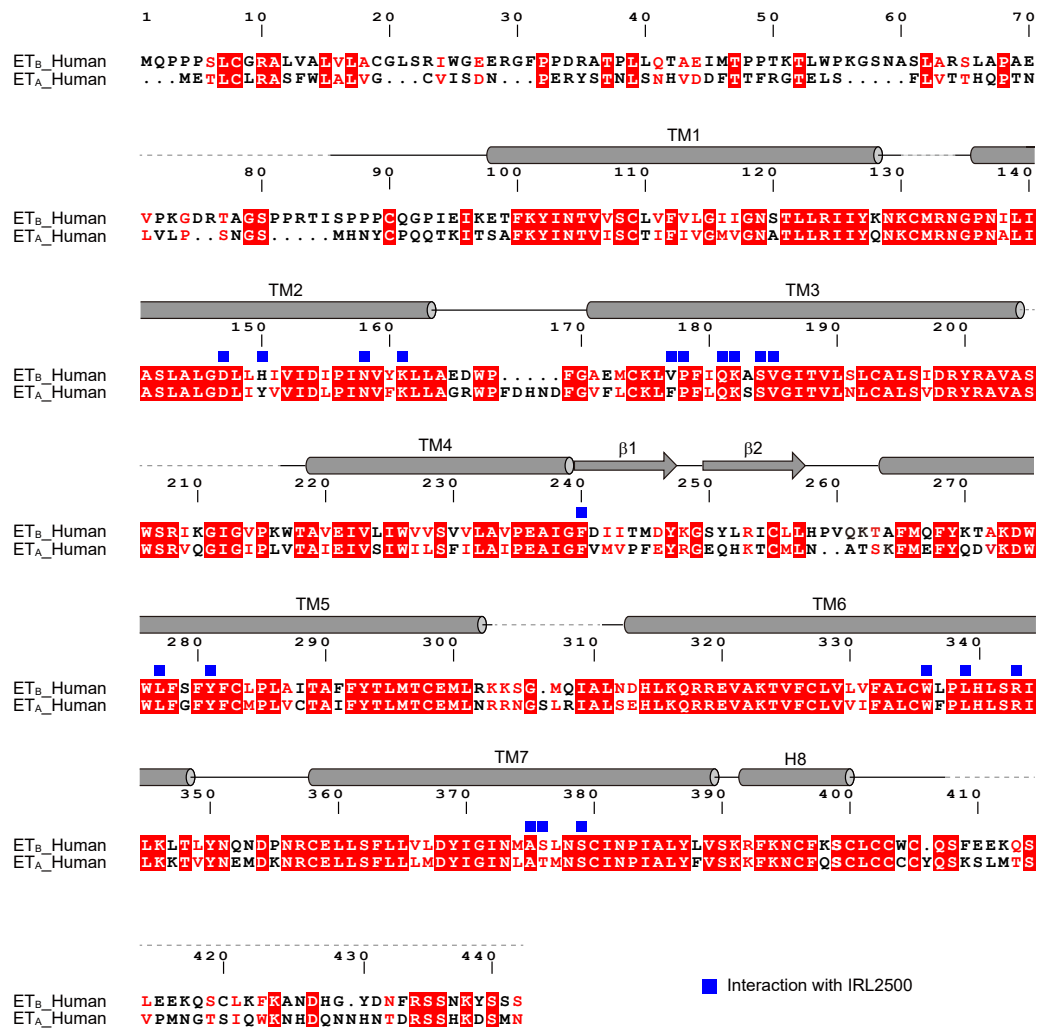 1 10 20 30 40 50 60 70
ETB_Human MQPPPSLCGRALVALVLACGLSRIWGEERGFPPDRATPLLQTAEIMTPPTKTLWPKGSNASLARSLAPAE
ETA_Human ...METLCLRASFWLALVG...CVISDN...PERYSTNLSNHVDDFTTFRGTELS.....FLVTTHQPTN
TM1
80 90 100 110 120 130 140
ETB_Human VPKGDRTAGSPPRTISPPPCQGPIEIKETFKYINTVVSCLVFVLGIIGNSTLLRIIYKNKCMRNGPNILI
ETA_Human LVLP..SNGS.....MHNYCPQQTKITSAFKYINTVISCTIFIVGMVGNATLLRIIYQNKCMRNGPNALI
TM2 TM3
150 160 170 180 190 200
ETB_Human ASLALGDLLHIVIDIPINVYKLLAEDWP.....FGAEMCKLVPFIQKASVGITVLSLCALSIDRYRAVAS
ETA_Human ASLALGDLIYVVIDLPINVFKLLAGRWPFDHNDFGVFLCKLFPFLQKSSVGITVLNLCALSVDRYRAVAS
TM4 β1 β2
210 220 230 240 250 260 270
ETB_Human WSRIKGIGVPKWTAVEIVLIWVVSVVLAVPEAIGFDIITMDYKGSYLRICLLHPVQKTAFMQFYKTAKDW
ETA_Human WSRVQGIGIPLVTAIEIVSIWILSFILAIPEAIGFVMVPFEYRGEQHKTCMLN..ATSKFMEFYQDVKDW
TM5 TM6
280 290 300 310 320 330 340
ETB_Human WLFSFYFCLPLAITAFFYTLMTCEMLRKKSG.MQIALNDHLKQRREVAKTVFCLVLVFALCWLPLHLSRI
ETA_Human WLFGFYFCMPLVCTAIFYTLMTCEMLNRRNGSLRIALSEHLKQRREVAKTVFCLVVIFALCWFPLHLSRI
TM7 H8
350 360 370 380 390 400 410
ETB_Human LKLTLYNQNDPNRCELLSFLLVLDYIGINMASLNSCINPIALYLVSKRFKNCFKSCLCCWC.QSFEEKQS
ETA_Human LKKTVYNEMDKNRCELLSFLLLMDYIGINLATMNSCINPIALYFVSKKFKNCFQSCLCCCCYQSKSLMTS
420 430 440
ETB_Human LEEKQSCLKFKANDHG.YDNFRSSNKYSSS
ETA_Human VPMNGTSIQWKNHDQNNHNTDRSSHKDSMN
Interaction with IRL2500